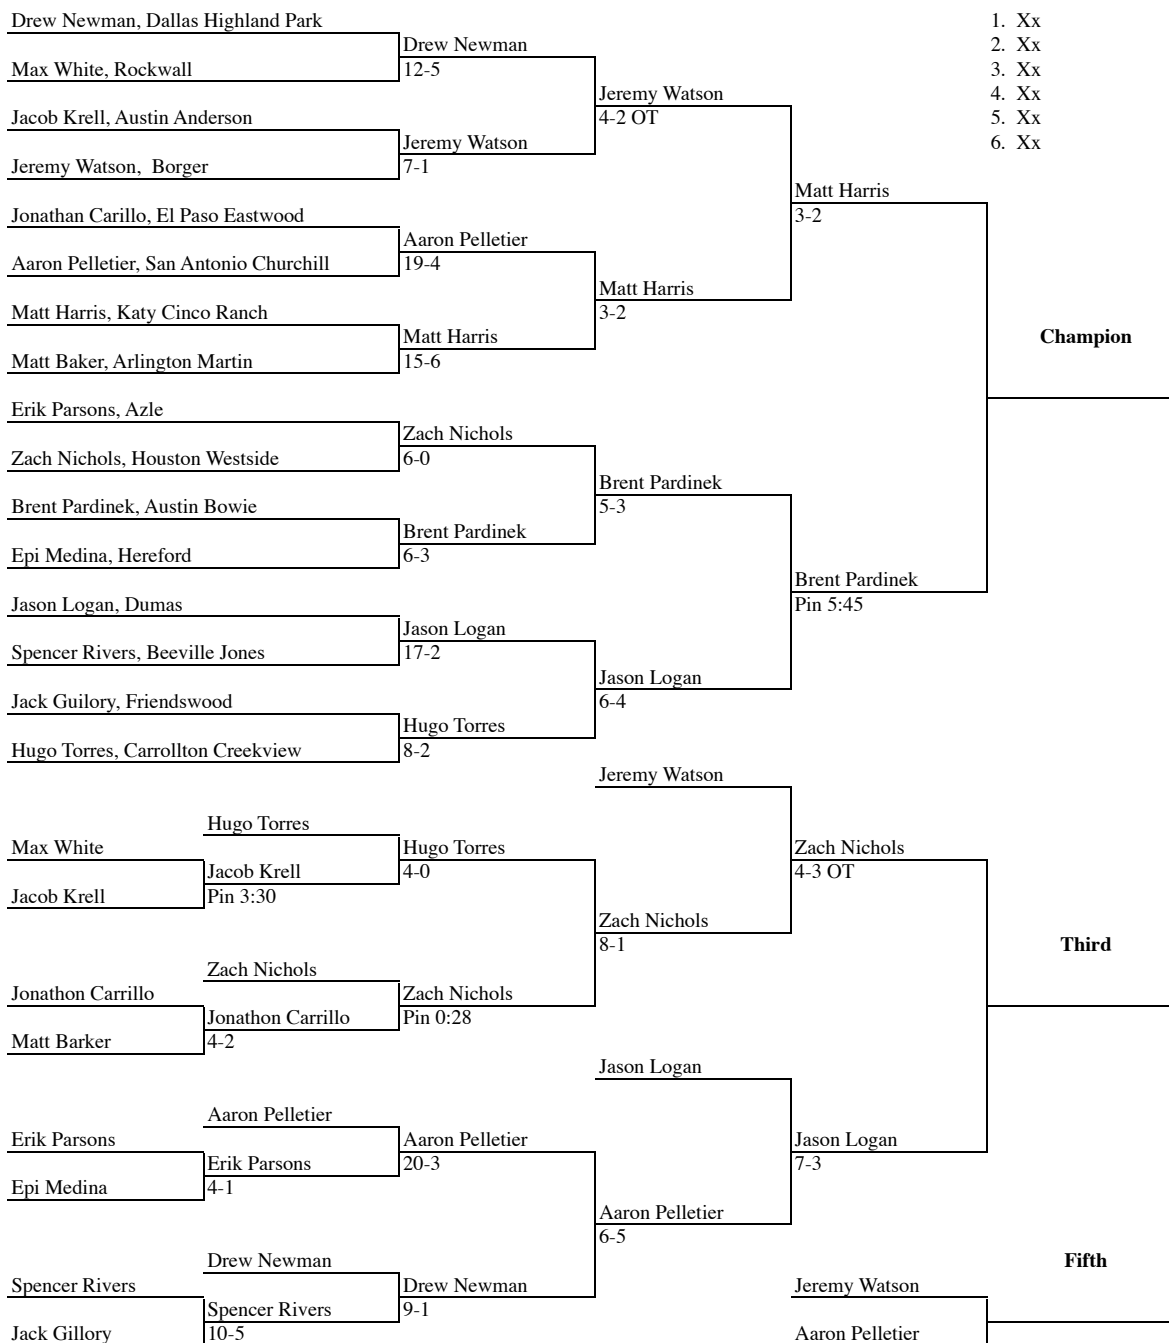 Drew Newman, Dallas Highland Park
Drew Newman
Max White, Rockwall
12-5
Jeremy Watson
Jacob Krell, Austin Anderson
4-2 OT
Jeremy Watson
Jeremy Watson,  Borger
7-1
Matt Harris
Jonathan Carillo, El Paso Eastwood
3-2
Aaron Pelletier
Aaron Pelletier, San Antonio Churchill
19-4
Matt Harris
Matt Harris, Katy Cinco Ranch
3-2
Matt Harris
Matt Baker, Arlington Martin
15-6
Erik Parsons, Azle
Zach Nichols
Zach Nichols, Houston Westside
6-0
Brent Pardinek
Brent Pardinek, Austin Bowie
5-3
Brent Pardinek
Epi Medina, Hereford
6-3
Brent Pardinek
Jason Logan, Dumas
Pin 5:45
Jason Logan
Spencer Rivers, Beeville Jones
17-2
Jason Logan
Jack Guilory, Friendswood
6-4
Hugo Torres
Hugo Torres, Carrollton Creekview
8-2
1. Xx
2. Xx
3. Xx
4. Xx
5. Xx
6. Xx
Champion
Jeremy Watson
Hugo Torres
Max White
Hugo Torres
Zach Nichols
Jacob Krell
4-0
4-3 OT
Jacob Krell
Pin 3:30
Zach Nichols
8-1
Third
Zach Nichols
Jonathon Carrillo
Zach Nichols
Jonathon Carrillo
Pin 0:28
Matt Barker
4-2
Jason Logan
Aaron Pelletier
Erik Parsons
Aaron Pelletier
Jason Logan
Erik Parsons
20-3
7-3
Epi Medina
4-1
Aaron Pelletier
6-5
Drew Newman
Fifth
Spencer Rivers
Drew Newman
Jeremy Watson
Spencer Rivers
9-1
Jack Gillory
10-5
Aaron Pelletier